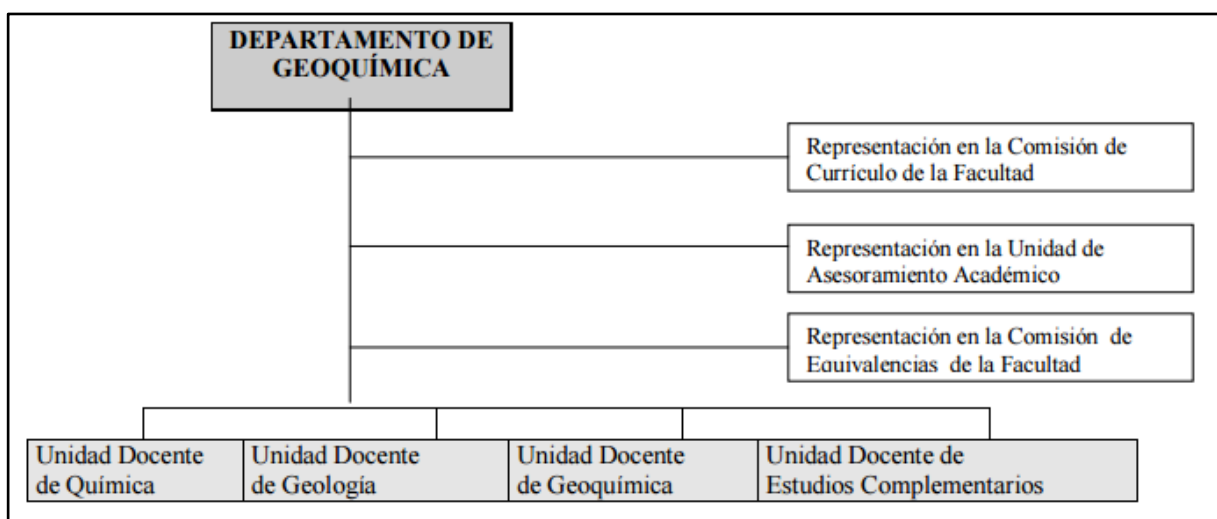 DEPARTAMENTO DE
GEOQUÍMICA
Representación en la Comisión de
Currículo de la Facultad
Representación en la Unidad de
Asesoramiento Académico
Representación en la Comisión de
Equivalencias de la Facultad
Unidad Docente
de Química
Unidad Docente
de Geología
Unidad Docente
de Geoquímica
Unidad Docente de
Estudios Complementarios